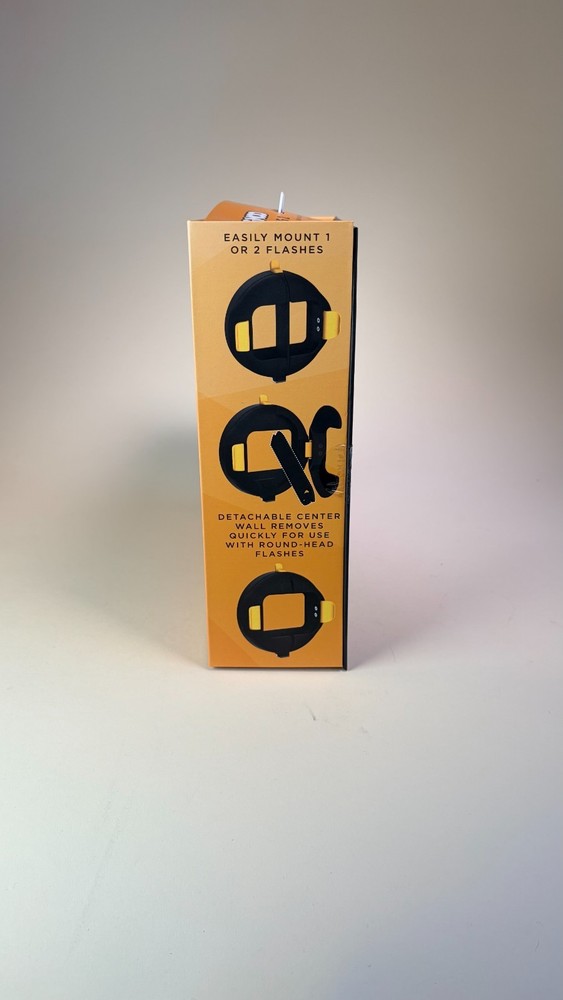 EASILY MOUNT 1
OR 2 FLASHES
DETACHABLE CENTER
WALL REMOVES
QUICKLY FOR USE
WITH ROUND-HEAD
FLASHES